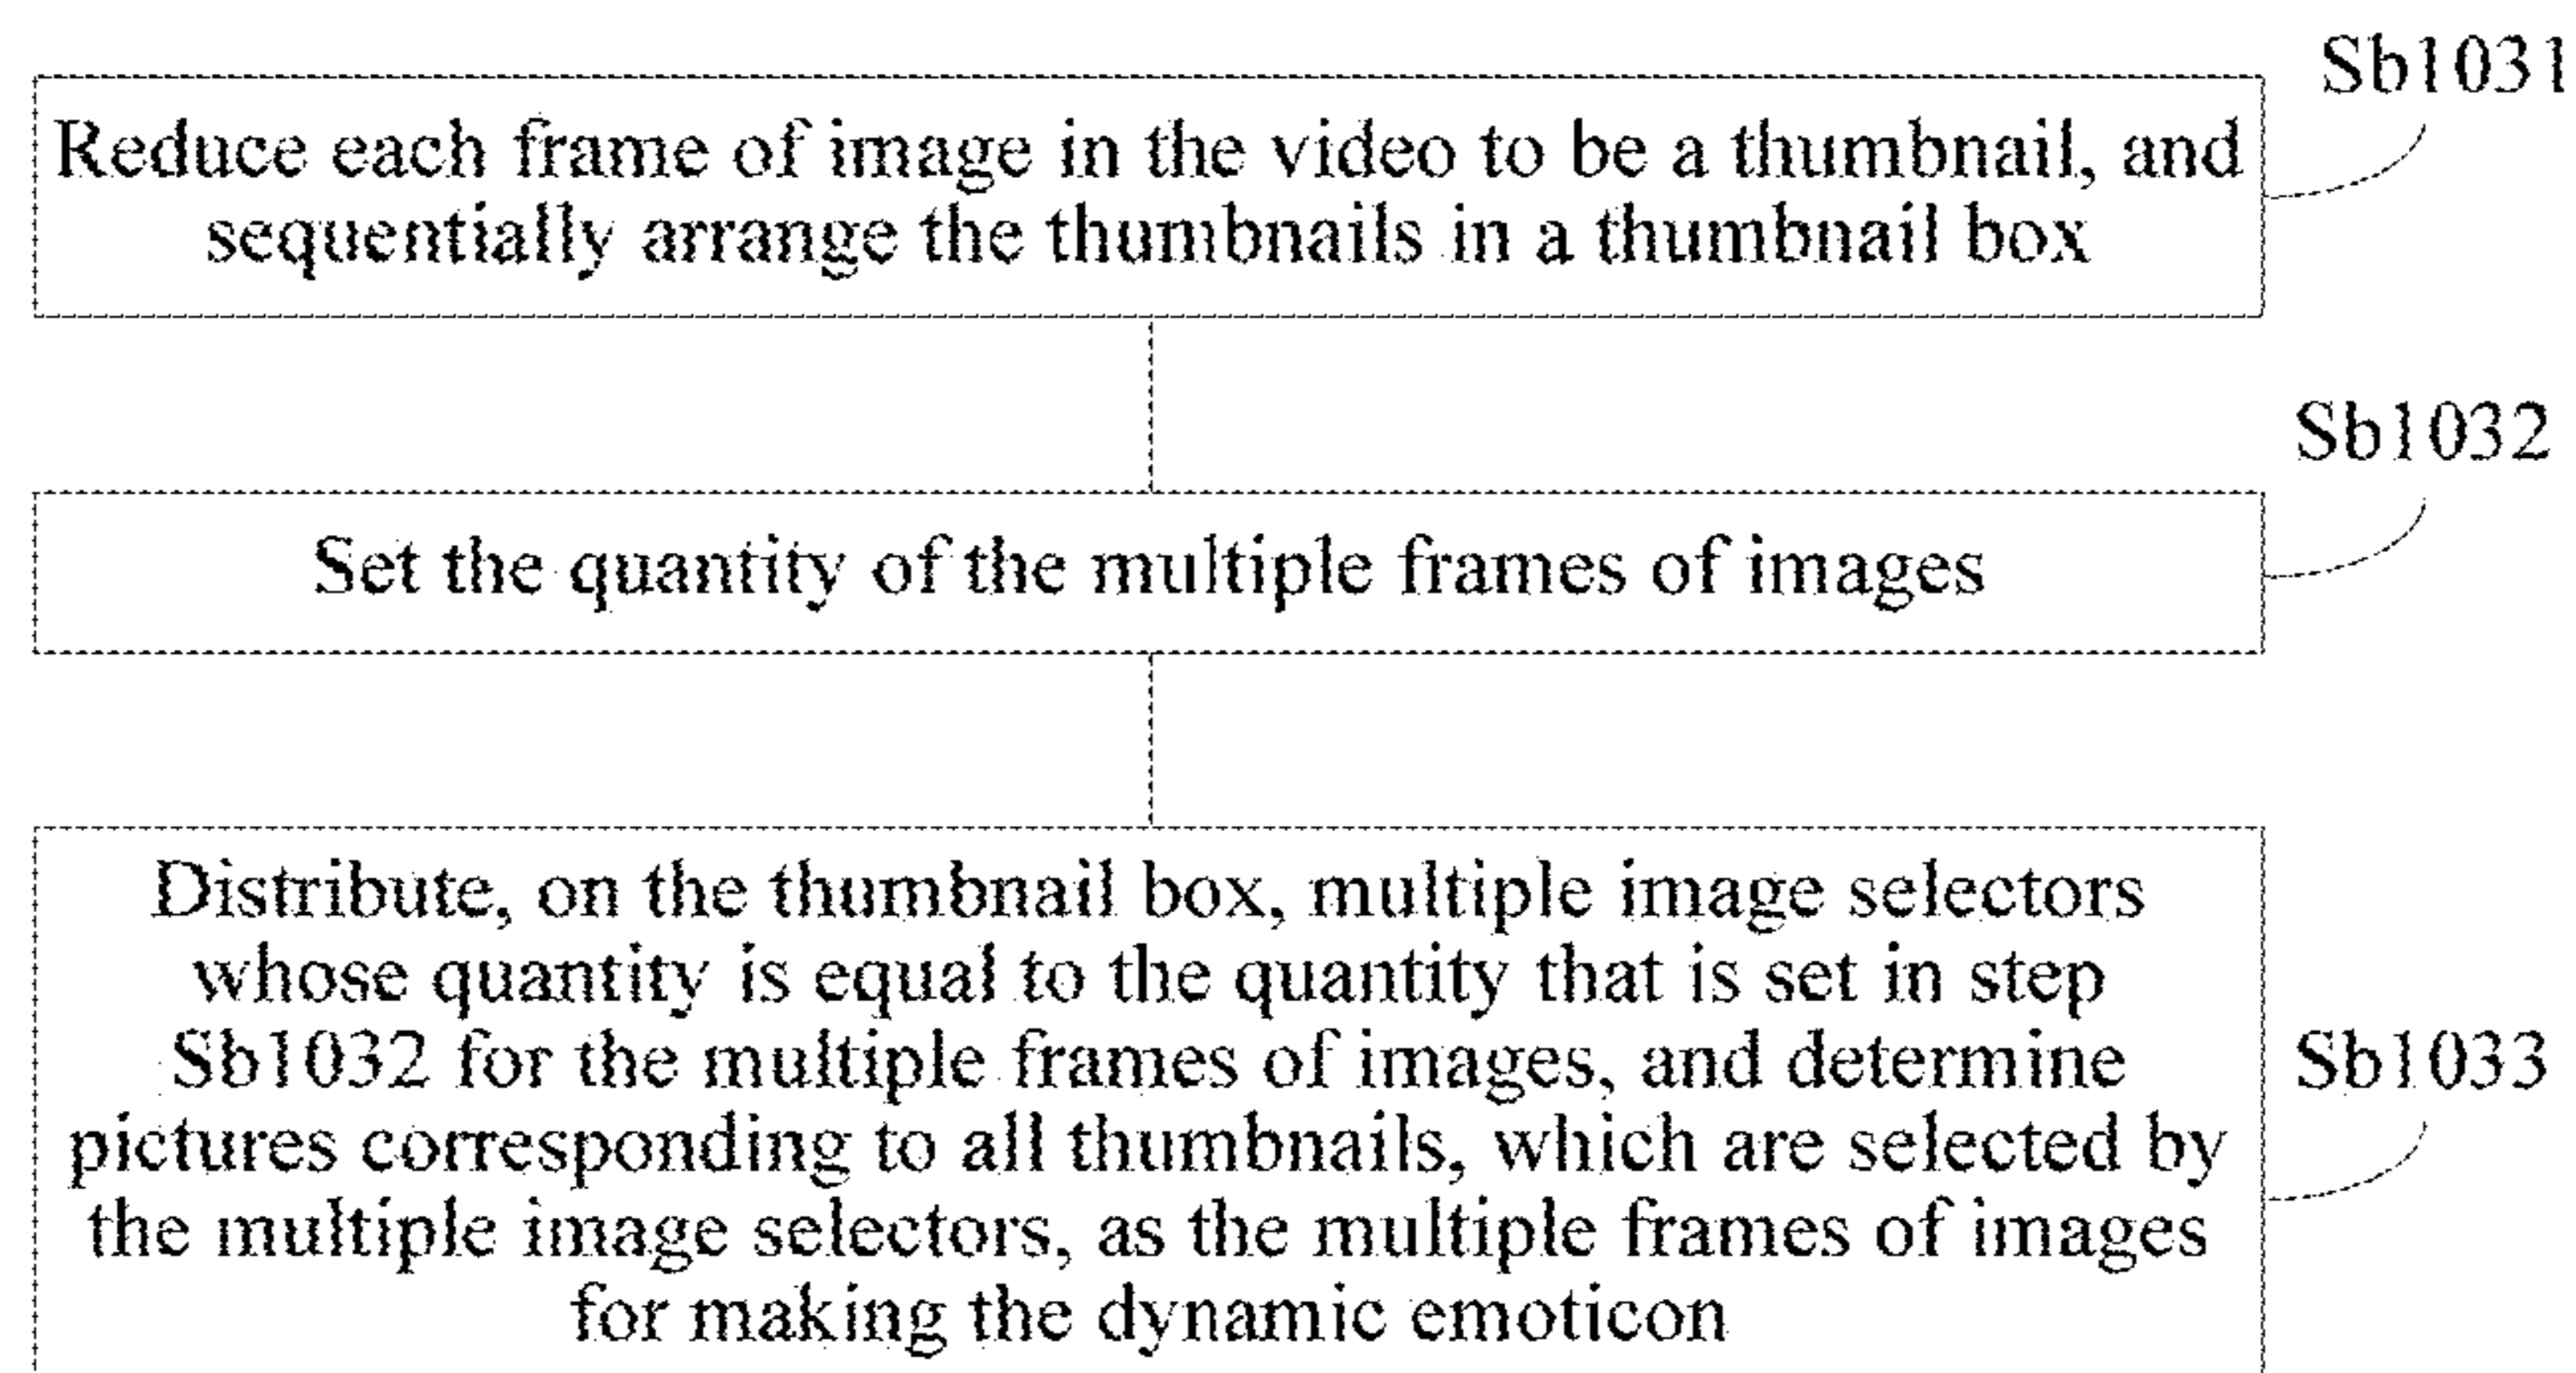 Sb1031
Reduce each frame of image in the video to be a thumbnail, and
sequentially arrange the thumbnails in a thumbnail box
Sb1032
Set the quantity of the multiple frames of images
Distribute, on the thumbnail box, multiple image selectors
whose quantity is equal to the quantity that is set in step
Sb1032 for the multiple frames of images, and determine
pictures corresponding to all thumbnails, which are selected by
the multiple image selectors, as the multiple frames of images
for making the dynamic emoticon
Sb1033